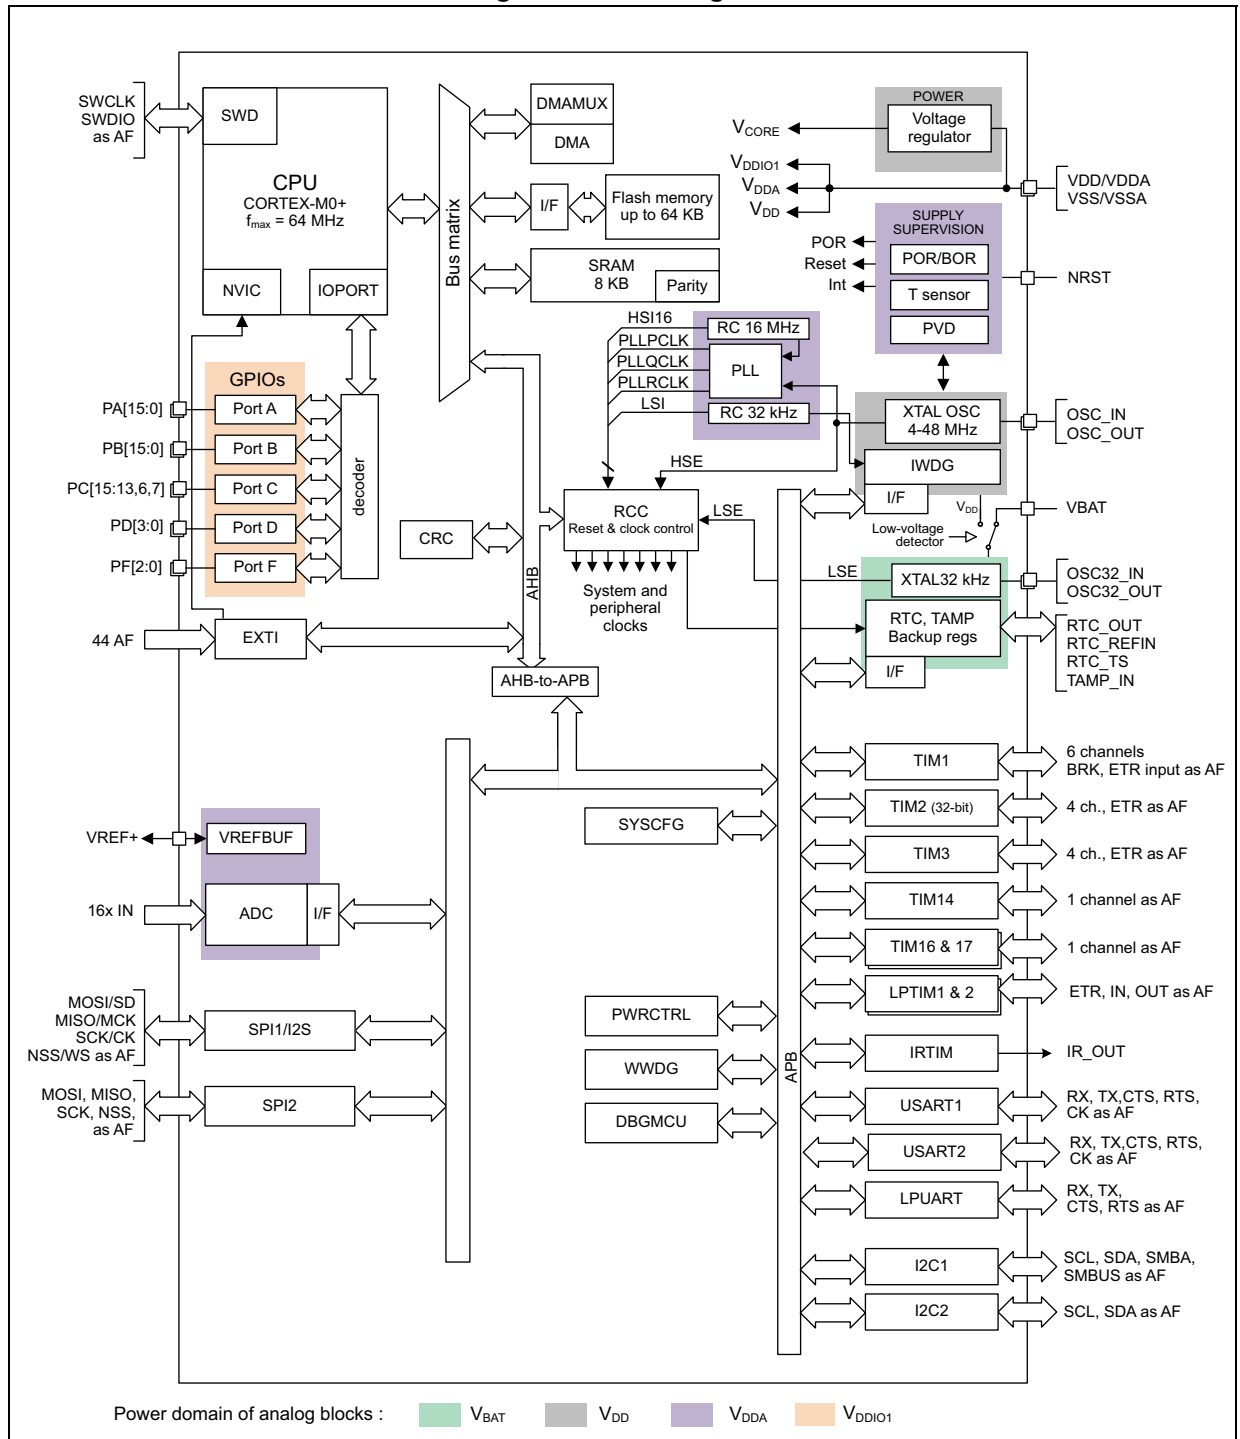 SWCLK
SWDIO
as AF
SWD
CPU
CORTEX-M0+
fmax = 64 MHz
NVIC
IOPORT
Bus matrix
DMAMUX
DMA
I/F
Flash memory
up to 64 KB
SRAM
8 KB
Parity
POWER
Voltage
regulator
VCORE
VDDIO1
VDDA
VDD
VDD/VDDA
VSS/VSSA
SUPPLY
SUPERVISION
POR/BOR
T sensor
PVD
POR
Reset
Int
NRST
HSI16
PLLPCLK
PLLQCLK
PLLRCLK
LSI
RC 16 MHz
PLL
RC 32 kHz
GPIOs
PA[15:0]
Port A
PB[15:0]
Port B
PC[15:13,6,7]
Port C
PD[3:0]
Port D
PF[2:0]
Port F
decoder
XTAL OSC
4-48 MHz
IWDG
I/F
OSC_IN
OSC_OUT
HSE
RCC
Reset & clock control
LSE
VDD
Low-voltage
detector
VBAT
CRC
AHB
System and
peripheral
clocks
LSE
XTAL32 kHz
OSC32_IN
OSC32_OUT
RTC, TAMP
Backup regs
I/F
RTC_OUT
RTC_REFIN
RTC_TS
TAMP_IN
44 AF
EXTI
AHB-to-APB
TIM1
6 channels
BRK, ETR input as AF
TIM2 (32-bit)
4 ch., ETR as AF
SYSCFG
TIM3
4 ch., ETR as AF
VREF+
VREFBUF
16x IN
ADC
I/F
TIM14
1 channel as AF
TIM16 & 17
1 channel as AF
LPTIM1 & 2
ETR, IN, OUT as AF
MOSI/SD
MISO/MCK
SCK/CK
NSS/WS as AF
SPI1/I2S
PWRCTRL
APB
IRTIM
IR_OUT
WWDG
MOSI, MISO,
SCK, NSS,
as AF
SPI2
DBGMCU
USART1
RX, TX,CTS, RTS,
CK as AF
USART2
RX, TX,CTS, RTS,
CK as AF
LPUART
RX, TX,
CTS, RTS as AF
I2C1
SCL, SDA, SMBA,
SMBUS as AF
I2C2
SCL, SDA as AF
Power domain of analog blocks :
VBAT
VDD
VDDA
VDDIO1